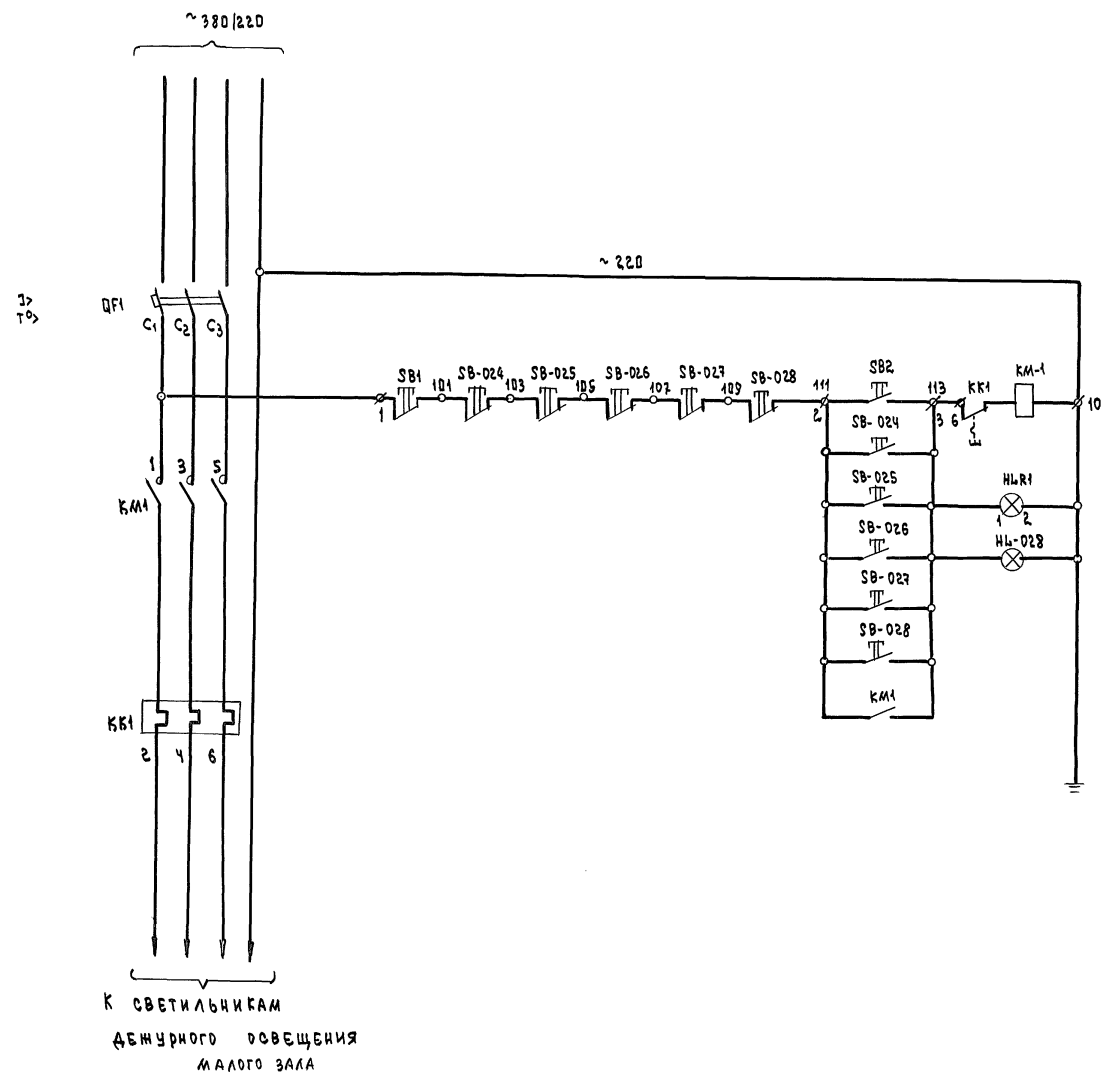 ~380/220
~220
I>
T°>
QF1
C1 C2 C3
SB1
101
SB-024
103
SB-025
105
SB-026
107
SB-027
109
SB-028
111
SB2
113
KK1
KM-1
1
2
3
6
10
SB-024
1 3 5
KM1
SB-025
HLR1
1 2
SB-026
HL-028
SB-027
SB-028
KM1
KK1
2 4 6
К СВЕТИЛЬНИКАМ
ДЕЖУРНОГО ОСВЕЩЕНИЯ
МАЛОГО ЗАЛА